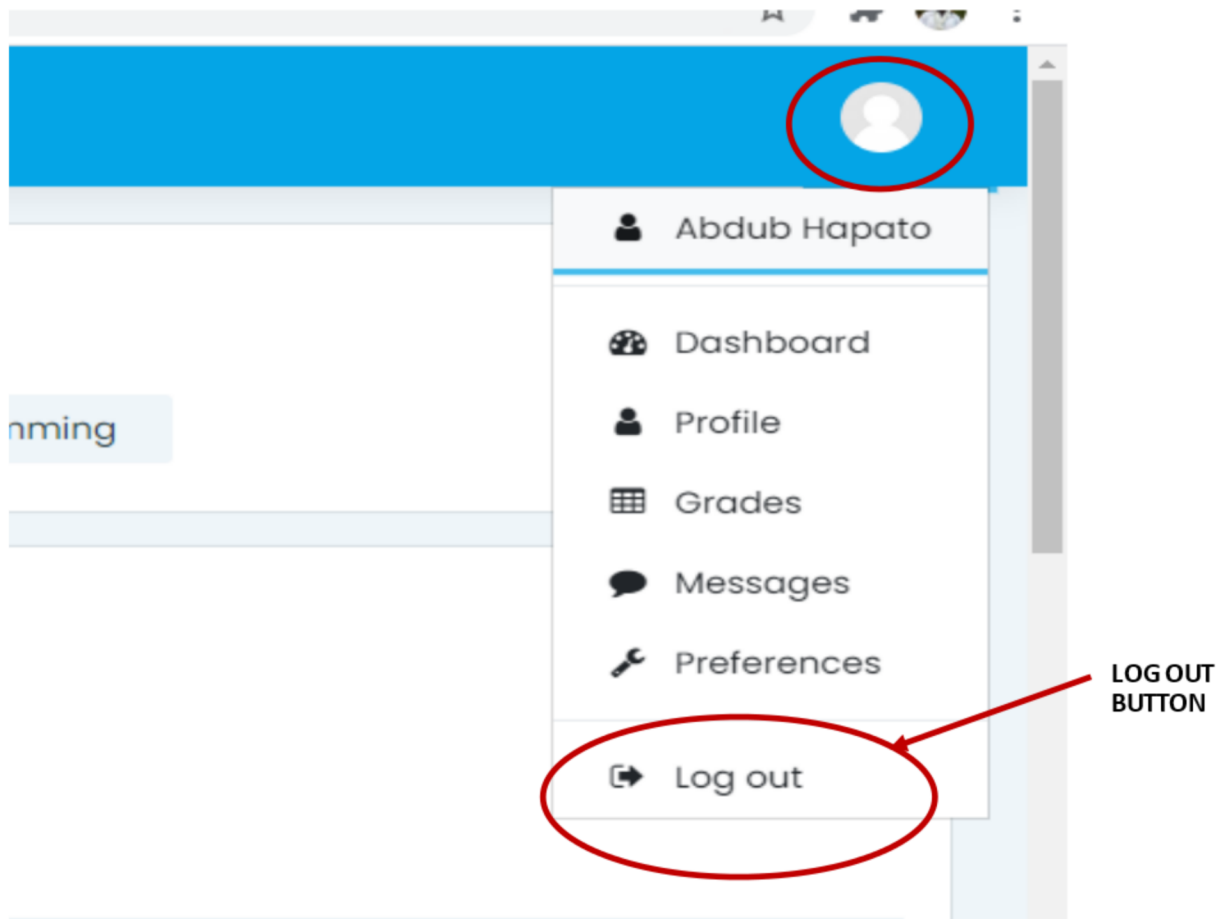 Abdub Hapato
Dashboard
nming
Profile
Grades
Messages
Preferences
LOG OUT
BUTTON
Log out